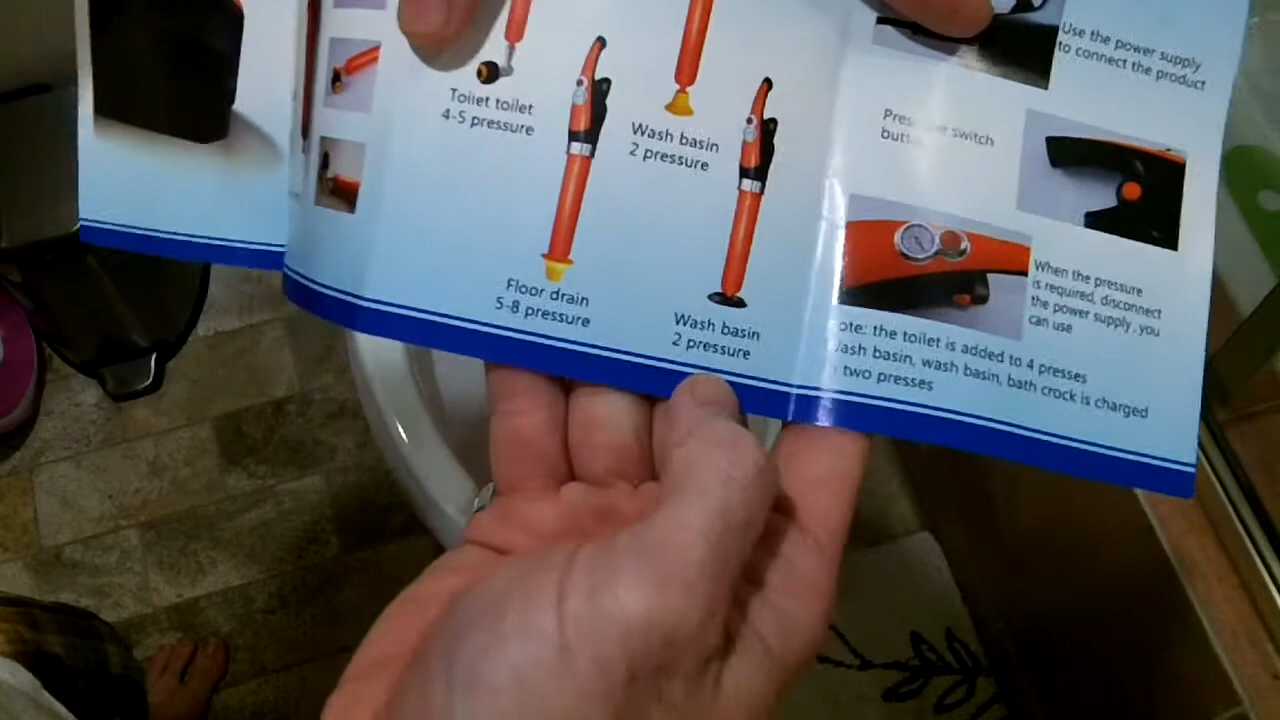 Toilet toilet
4-5 pressure
Wash basin
2 pressure
Floor drain
5-8 pressure
Wash basin
2 pressure
Use the power supply
to connect the product
switch
When the pressure
is required, disconnect
the power supply, you
can use
ote: the toilet is added to 4 presses
ash basin, wash basin, bath crock is charged
two presses